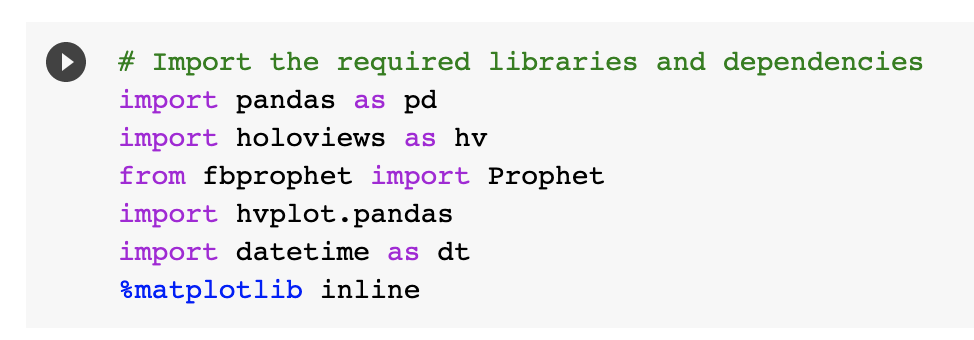 # Import the required libraries and dependencies
import pandas as pd
import holoviews as hv
from fbprophet import Prophet
import hvplot.pandas
import datetime as dt
%matplotlib inline